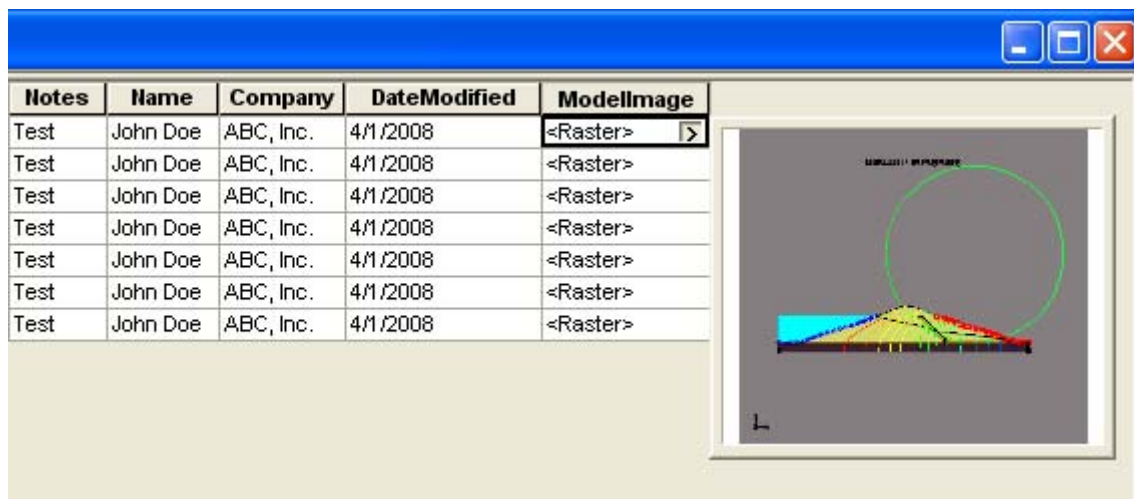 Notes Name Company DateModified ModelImage
Test John Doe ABC, Inc. 4/1/2008 <Raster>
Test John Doe ABC, Inc. 4/1/2008 <Raster>
Test John Doe ABC, Inc. 4/1/2008 <Raster>
Test John Doe ABC, Inc. 4/1/2008 <Raster>
Test John Doe ABC, Inc. 4/1/2008 <Raster>
Test John Doe ABC, Inc. 4/1/2008 <Raster>
Test John Doe ABC, Inc. 4/1/2008 <Raster>